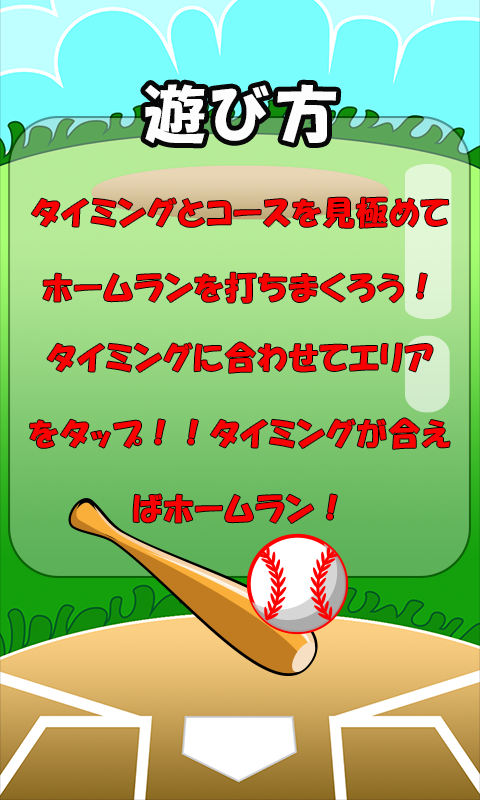 遊び方
タイミングとコースを見極めて
ホームランを打ちまくろう！
タイミングに合わせてエリア
をタップ！！タイミングが合え
ばホームラン！